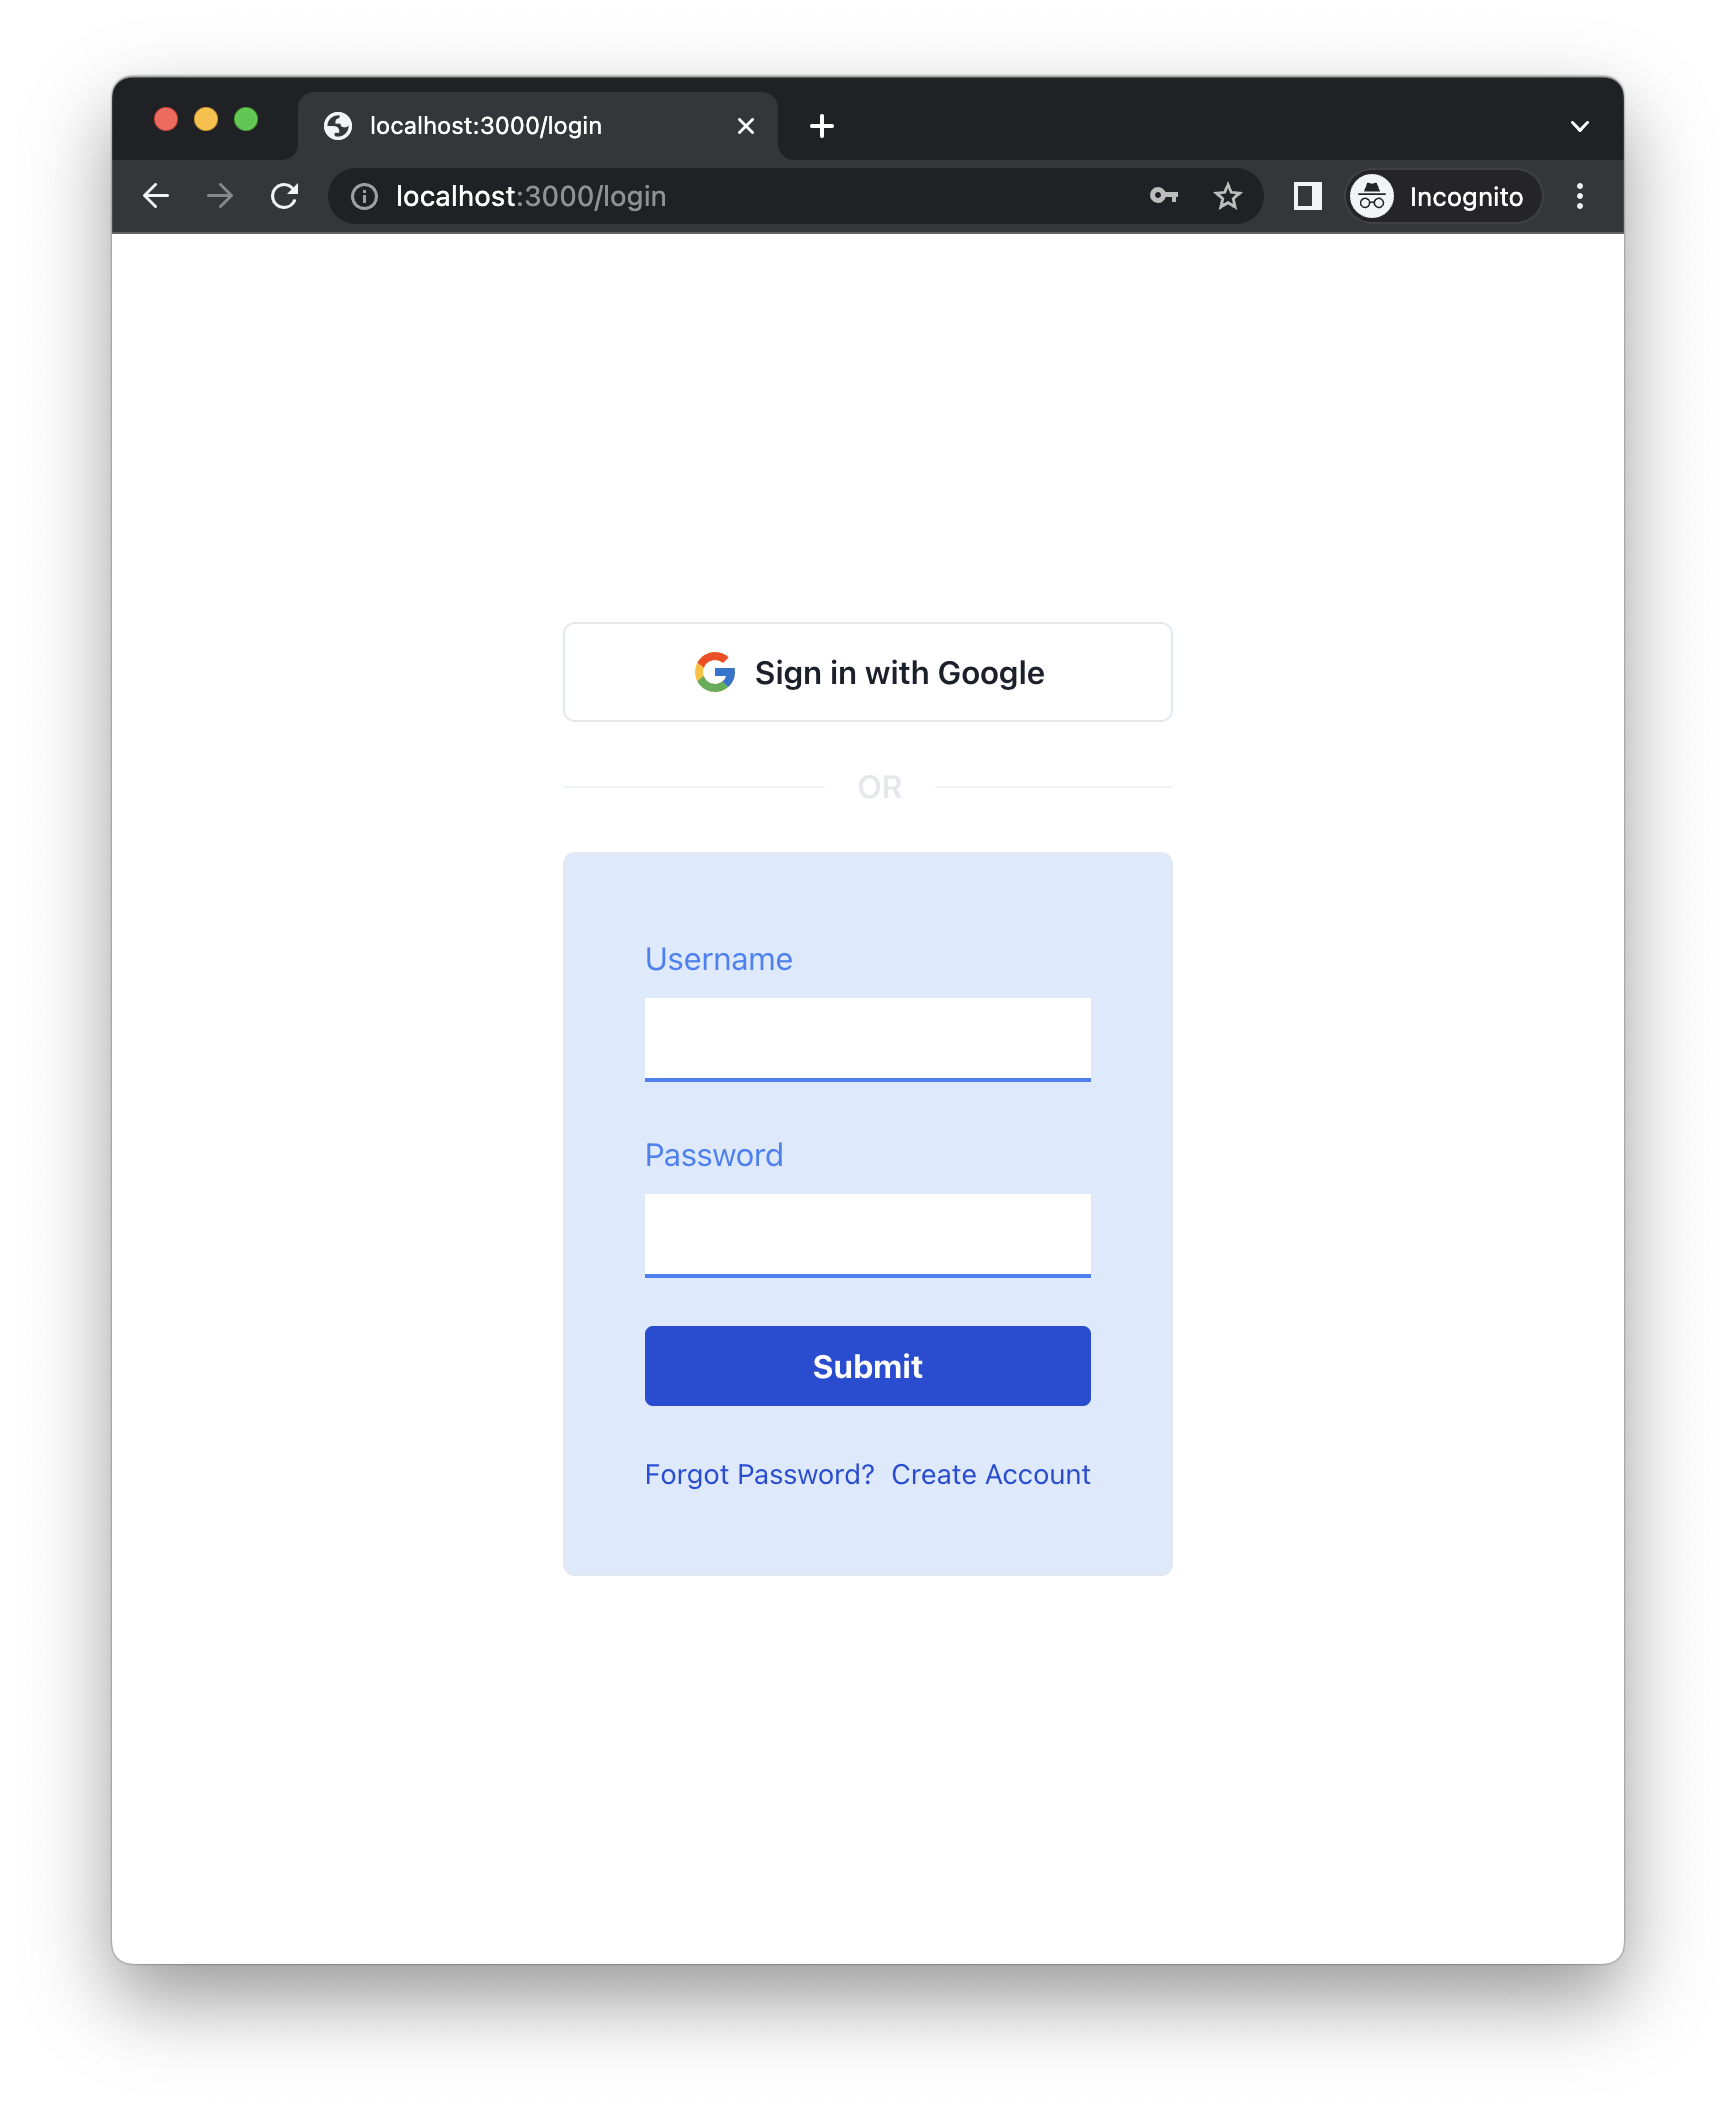 localhost:3000/login
localhost:3000/login
Incognito
Sign in with Google
OR
Username
Password
Submit
Forgot Password? Create Account